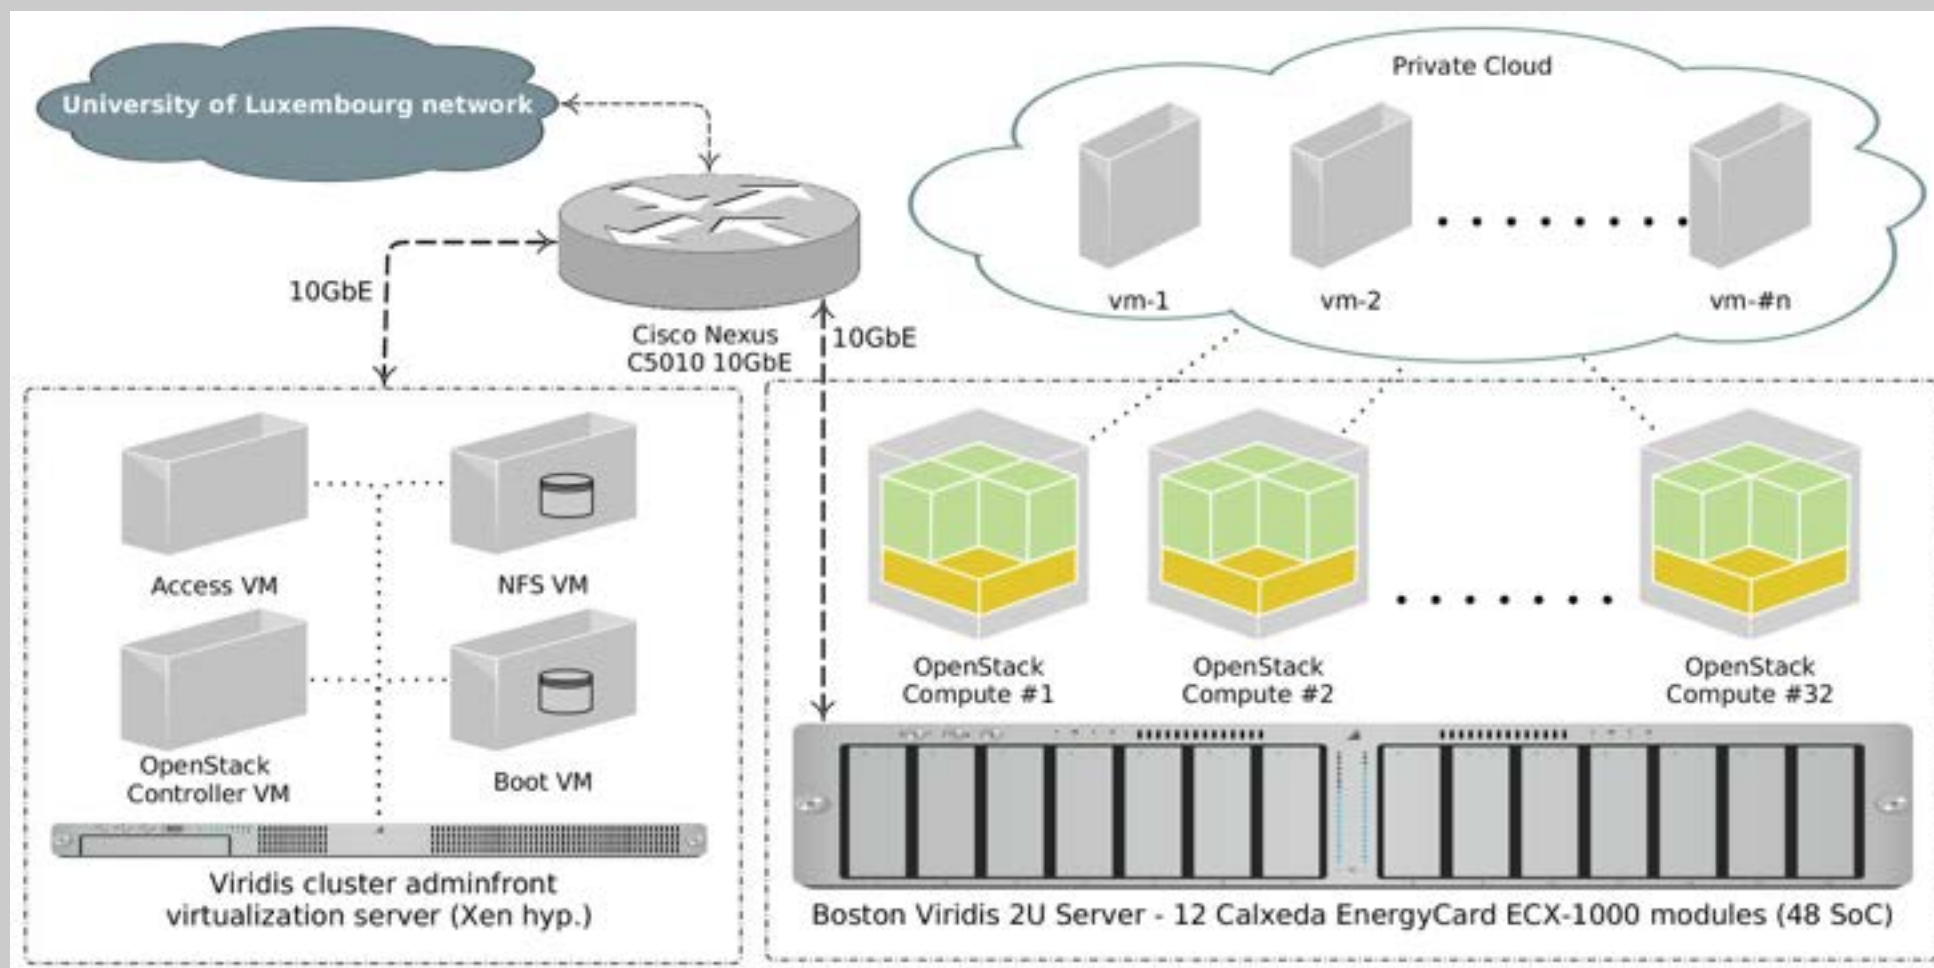 University of Luxembourg network
Private Cloud
vm-1
vm-2
vm-#n
10GbE
Cisco Nexus
C5010 10GbE
10GbE
Access VM
NFS VM
OpenStack
Controller VM
Boot VM
Viridis cluster adminfront
virtualization server (Xen hyp.)
OpenStack
Compute #1
OpenStack
Compute #2
OpenStack
Compute #32
Boston Viridis 2U Server - 12 Calxeda EnergyCard ECX-1000 modules (48 SoC)